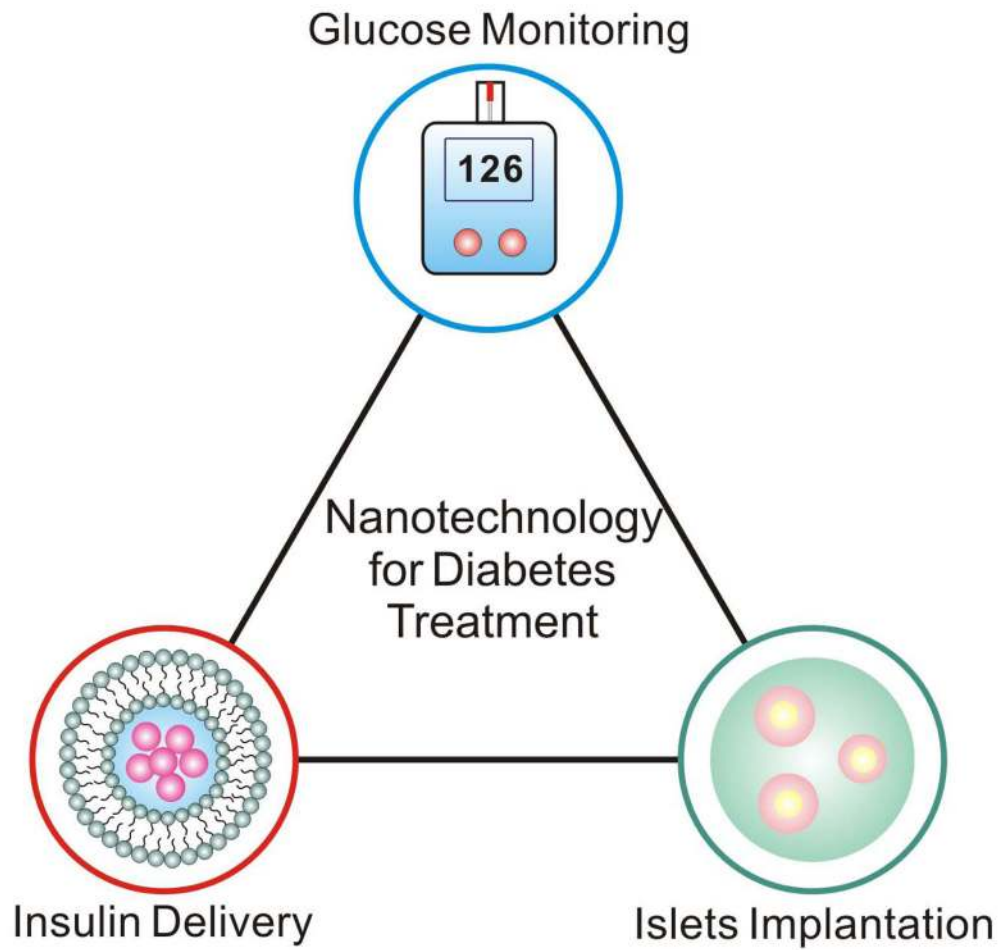 Glucose Monitoring
126
Nanotechnology
for Diabetes
Treatment
Insulin Delivery
Islets Implantation